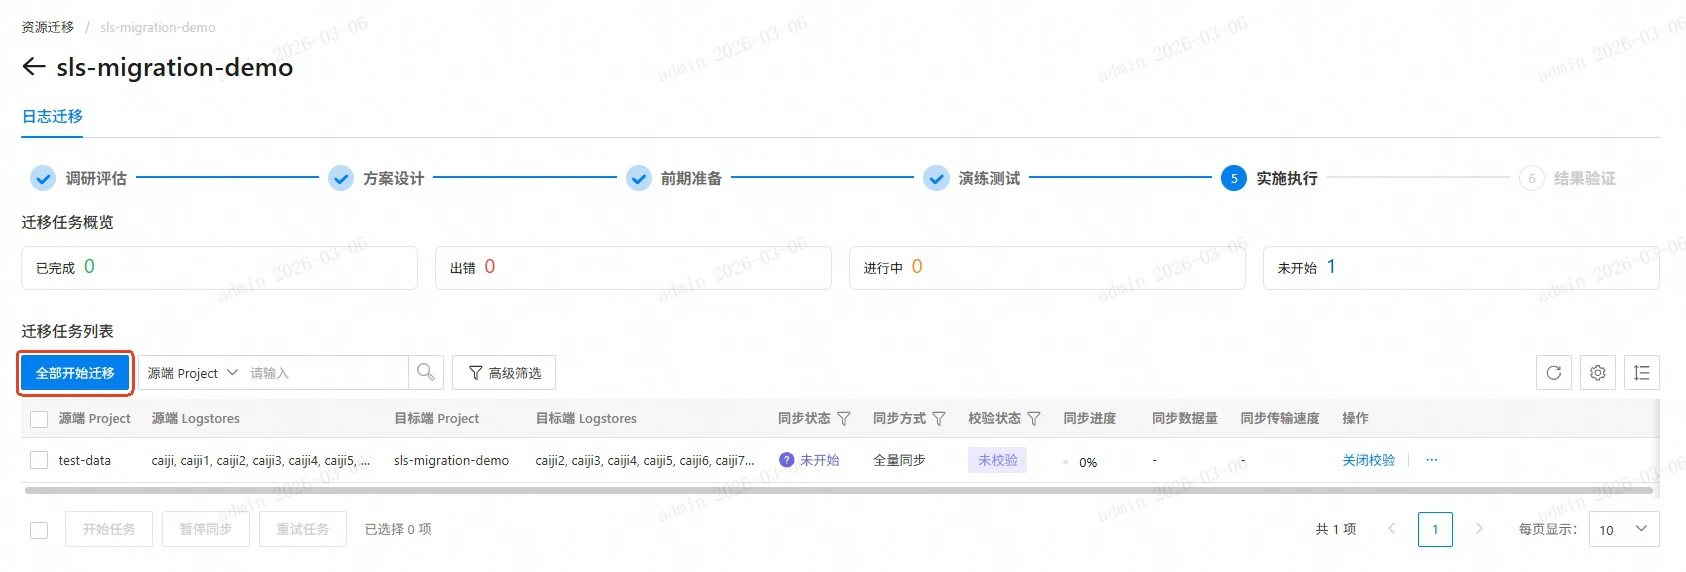 资源迁移 / sls-migration-demo
sls-migration-demo
日志迁移
调研评估 方案设计 前期准备 演练测试 5 实施执行 6 结果验证
迁移任务概览
已完成 0 出错 0 进行中 0 未开始 1
迁移任务列表
全部开始迁移 源端 Project 请输入 高级筛选
源端 Project 源端 Logstores 目标端 Project 目标端 Logstores 同步状态 同步方式 校验状态 同步进度 同步数据量 同步传输速度 操作
test-data caiji, caiji1, caiji2, caiji3, caiji4, caiji5, ... sls-migration-demo caiji2, caiji3, caiji4, caiji5, caiji6, caiji7... ? 未开始 全量同步 未校验 0% - - 关闭校验 ...
开始任务 暂停同步 重试任务 已选择 0 项 共 1 项 1 每页显示: 10
admin 2026-03-06